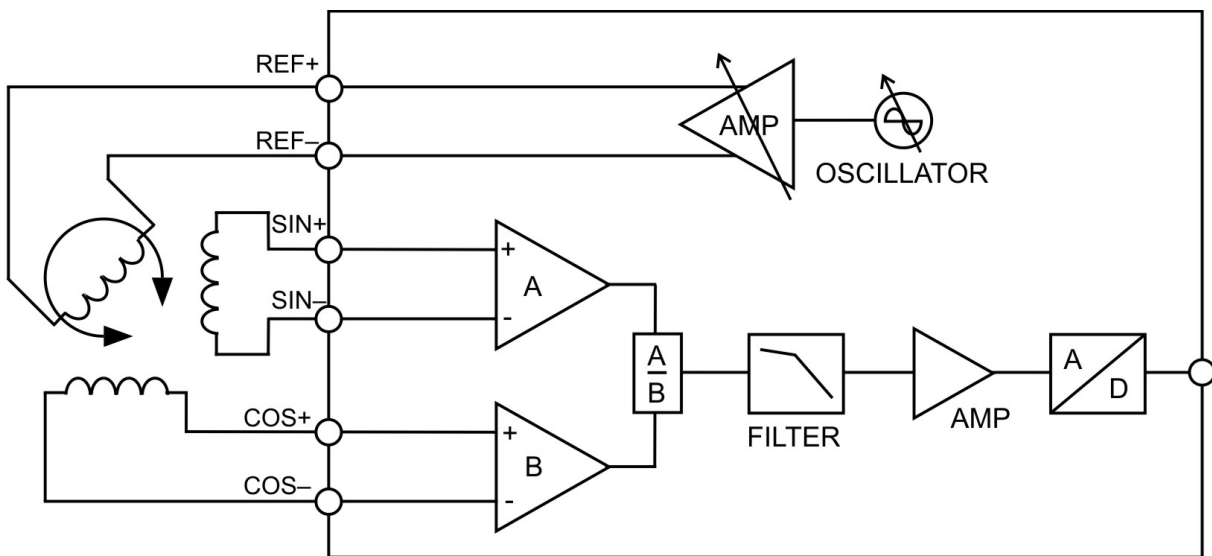 REF+
REF–
AMP
OSCILLATOR
SIN+
SIN–
+
-
A
A
B
COS+
COS–
+
-
B
FILTER
AMP
A
D